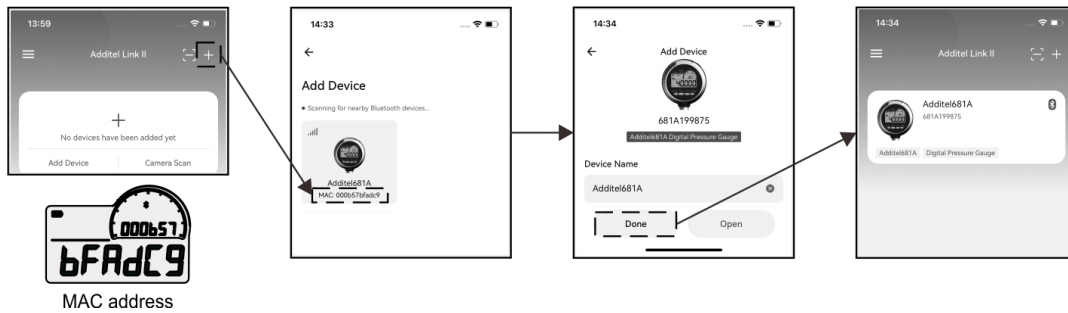 13:59
Additel Link II
+
+
No devices have been added yet
Add Device
Camera Scan
000b57
bFAdC9
MAC address
14:33
Add Device
• Scanning for nearby Bluetooth devices...
Additel681A
MAC: 000b57bfadc9
14:34
Add Device
681A199875
Additel681A Digital Pressure Gauge
Device Name
Additel681A
Done
Open
14:34
Additel Link II
+
Additel681A
681A199875
Additel681A
Digital Pressure Gauge